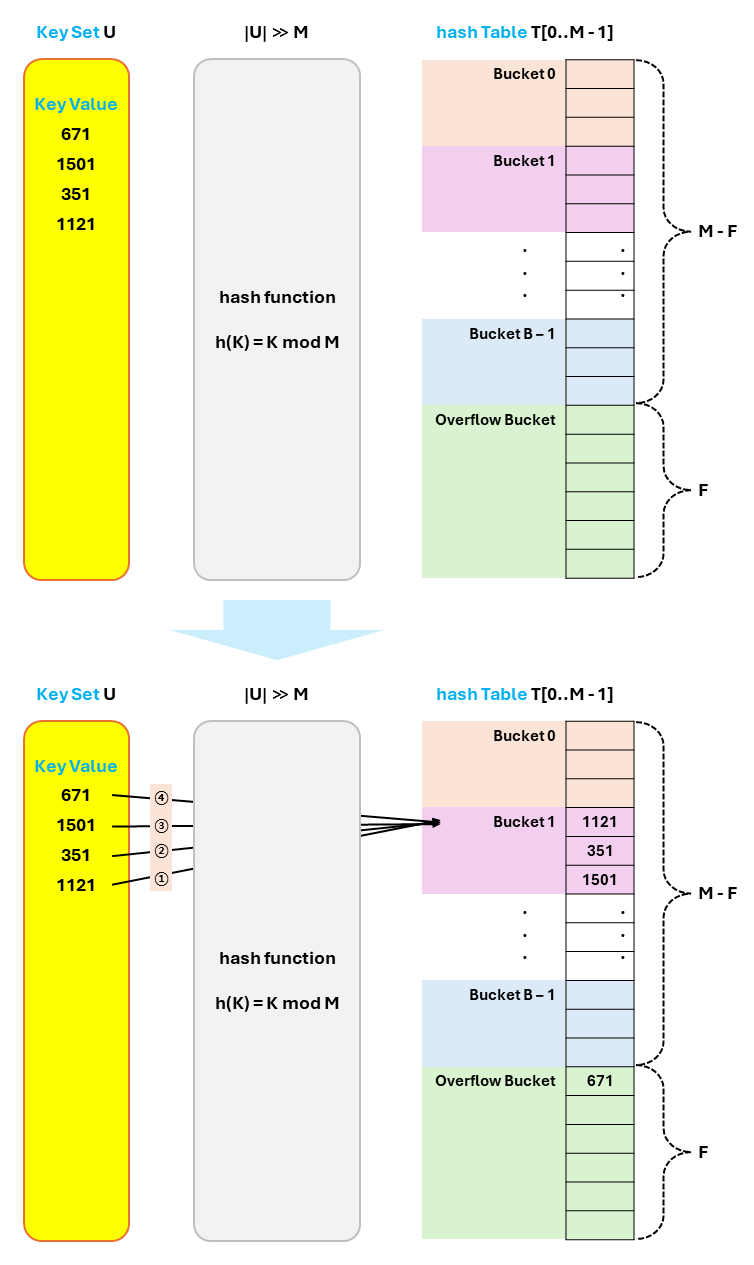 Key Set U
|U| ≫ M
hash Table T[0..M - 1]
Key Value
671
1501
351
1121
hash function
h(K) = K mod M
Bucket 0
Bucket 1
. .
. .
. .
Bucket B – 1
Overflow Bucket
M - F
F
Key Set U
|U| ≫ M
hash Table T[0..M - 1]
Key Value
671 ④
1501 ③
351 ②
1121 ①
hash function
h(K) = K mod M
Bucket 0
Bucket 1 1121
351
1501
. .
. .
. .
Bucket B – 1
Overflow Bucket 671
M - F
F